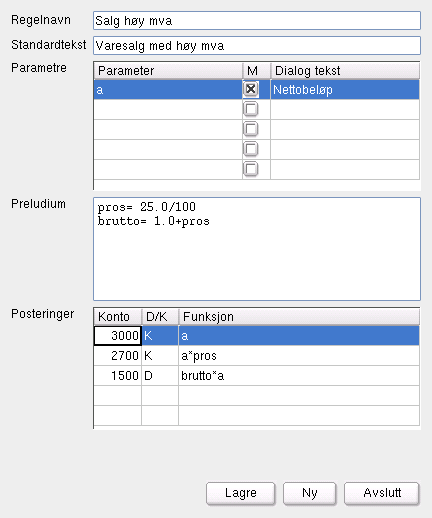 Regelnavn Salg høy mva
Standardtekst Varesalg med høy mva
Parametre
Parameter M Dialog tekst
a Nettobeløp
Preludium
pros= 25.0/100
brutto= 1.0+pros
Posteringer
Konto D/K Funksjon
3000 K a
2700 K a*pros
1500 D brutto*a
Lagre Ny Avslutt